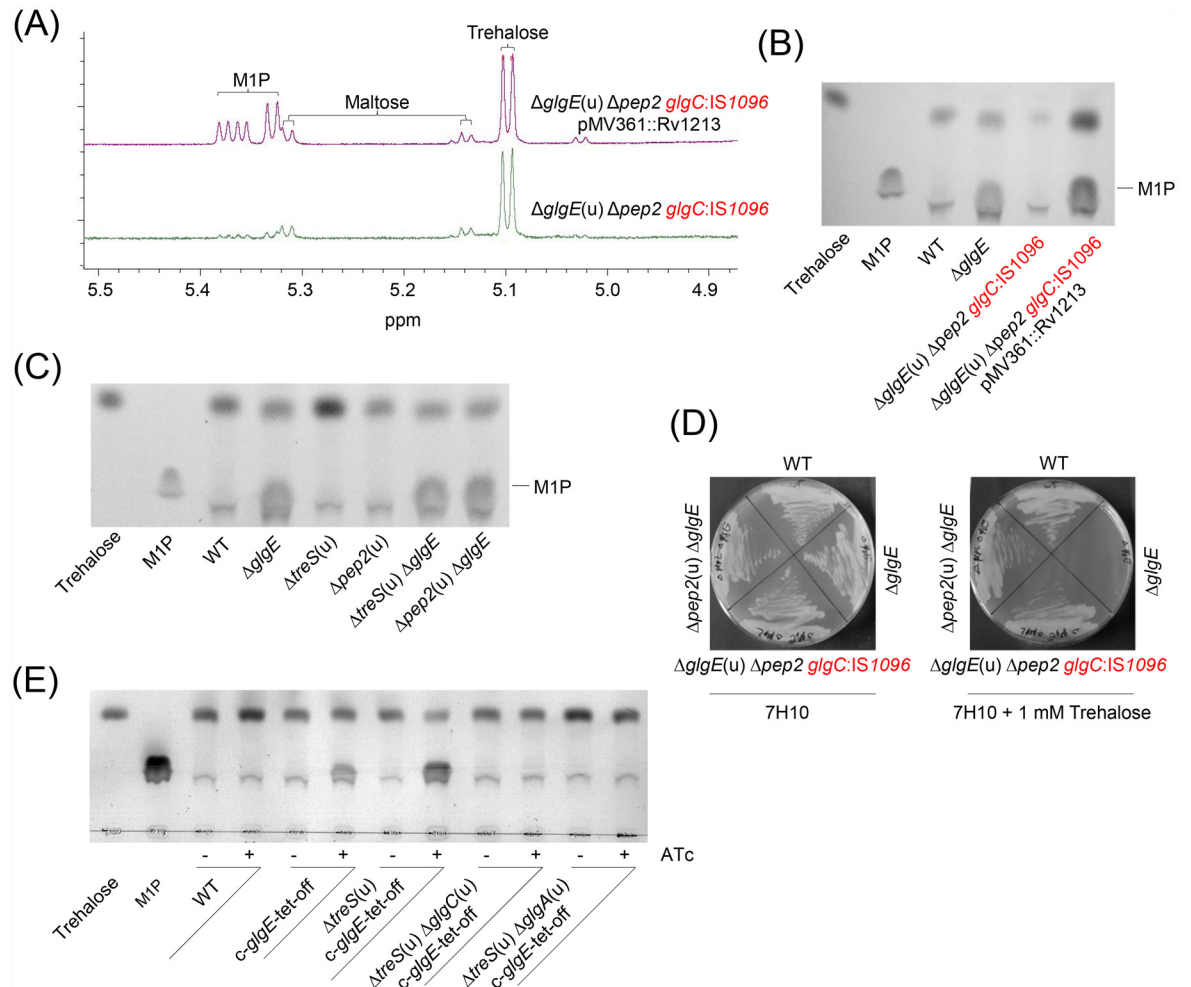 (A)
Trehalose
M1P
Maltose
ΔglgE(u) Δpep2 glgC:IS1096
pMV361::Rv1213
ΔglgE(u) Δpep2 glgC:IS1096
5.5 5.4 5.3 5.2 5.1 5.0 4.9
ppm
(B)
M1P
Trehalose
M1P
WT
ΔglgE
ΔglgE(u) Δpep2 glgC:IS1096
ΔglgE(u) Δpep2 glgC:IS1096
pMV361::Rv1213
(C)
M1P
Trehalose
M1P
WT
ΔglgE
ΔtreS(u)
Δpep2(u)
ΔtreS(u) ΔglgE
Δpep2(u) ΔglgE
(D)
WT
Δpep2(u) ΔglgE
ΔglgE
ΔglgE(u) Δpep2 glgC:IS1096
7H10
WT
Δpep2(u) ΔglgE
ΔglgE
ΔglgE(u) Δpep2 glgC:IS1096
7H10 + 1 mM Trehalose
(E)
- + - + - + - + - + ATc
Trehalose
M1P
WT
c-glgE-tet-off
ΔtreS(u)
c-glgE-tet-off
ΔtreS(u) ΔglgC(u)
c-glgE-tet-off
ΔtreS(u) ΔglgA(u)
c-glgE-tet-off